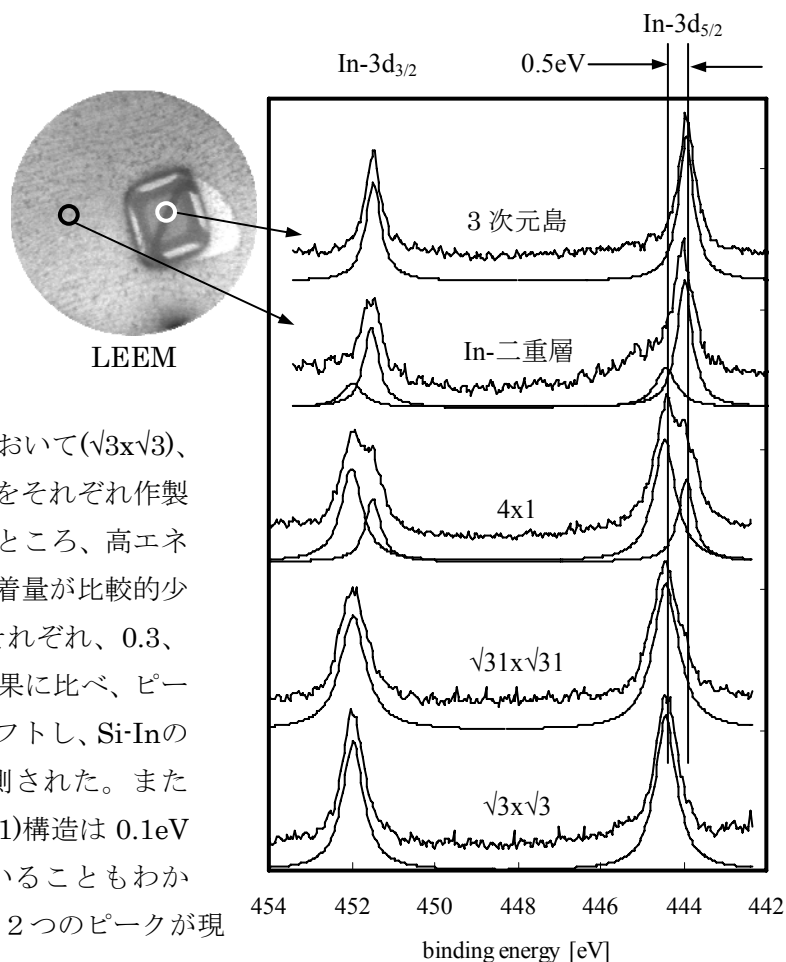 In-3d5/2
In-3d3/2
0.5eV
3 次元島
In-二重層
LEEM
4x1
√31x√31
√3x√3
おいて(√3x√3)、
をそれぞれ作製
ところ、高エネ
着量が比較的少
それぞれ、0.3、
果に比べ、ピー
フトし、Si-Inの
測された。また
1)構造は 0.1eV
いることもわか
２つのピークが現
454 452 450 448 446 444 442
binding energy [eV]